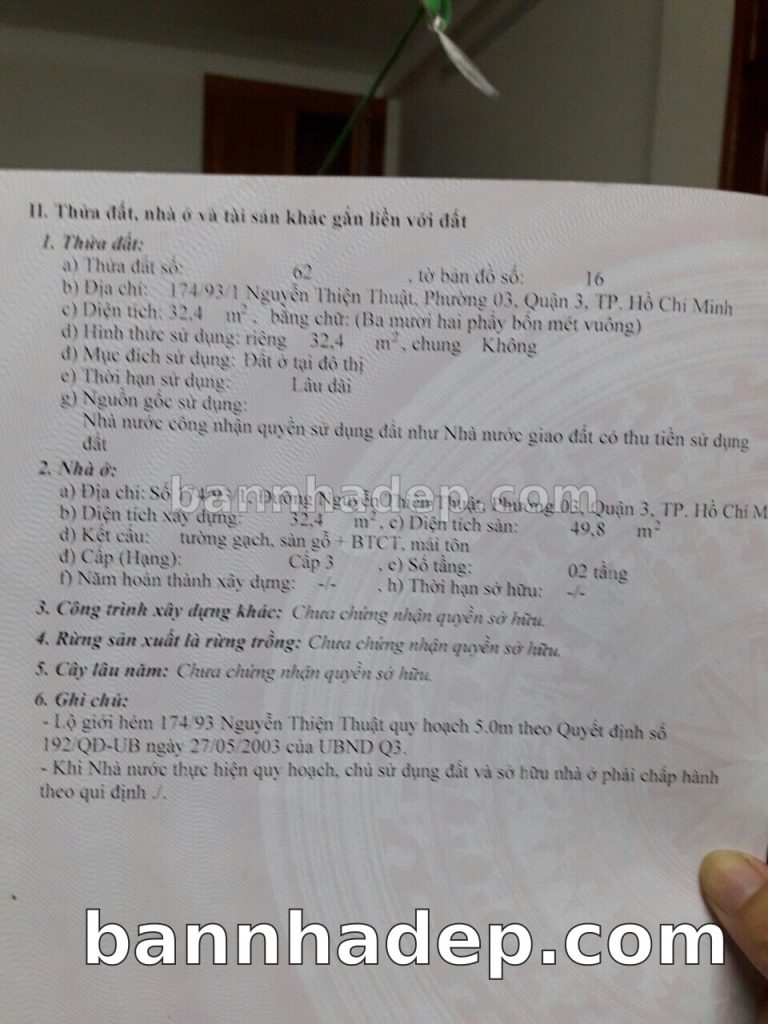 II. Thửa đất, nhà ở và tài sản khác gắn liền với đất
1. Thửa đất:
a) Thửa đất số: 62 , tờ bản đồ số: 16
b) Địa chỉ: 174/93/1 Nguyễn Thiện Thuật, Phường 03, Quận 3, TP. Hồ Chí Minh
c) Diện tích: 32,4 m², bằng chữ: (Ba mươi hai phẩy bốn mét vuông)
d) Hình thức sử dụng: riêng 32,4 m², chung Không
đ) Mục đích sử dụng: Đất ở tại đô thị
e) Thời hạn sử dụng: Lâu dài
g) Nguồn gốc sử dụng:
Nhà nước công nhận quyền sử dụng đất như Nhà nước giao đất có thu tiền sử dụng
đất
2. Nhà ở:
a) Địa chỉ: Số 174/93/1 Đường Nguyễn Thiện Thuật, Phường 03, Quận 3, TP. Hồ Chí M
bannhadep.com
b) Diện tích xây dựng: 32,4 m², c) Diện tích sàn: 49,8 m²
d) Kết cấu: tường gạch, sàn gỗ + BTCT, mái tôn
đ) Cấp (Hạng): Cấp 3 , e) Số tầng: 02 tầng
f) Năm hoàn thành xây dựng: -/- , h) Thời hạn sở hữu: -/-
3. Công trình xây dựng khác: Chưa chứng nhận quyền sở hữu.
4. Rừng sản xuất là rừng trồng: Chưa chứng nhận quyền sở hữu.
5. Cây lâu năm: Chưa chứng nhận quyền sở hữu.
6. Ghi chú:
- Lộ giới hẻm 174/93 Nguyễn Thiện Thuật quy hoạch 5.0m theo Quyết định số
192/QĐ-UB ngày 27/05/2003 của UBND Q3.
- Khi Nhà nước thực hiện quy hoạch, chủ sử dụng đất và sở hữu nhà ở phải chấp hành
theo qui định ./.
bannhadep.com